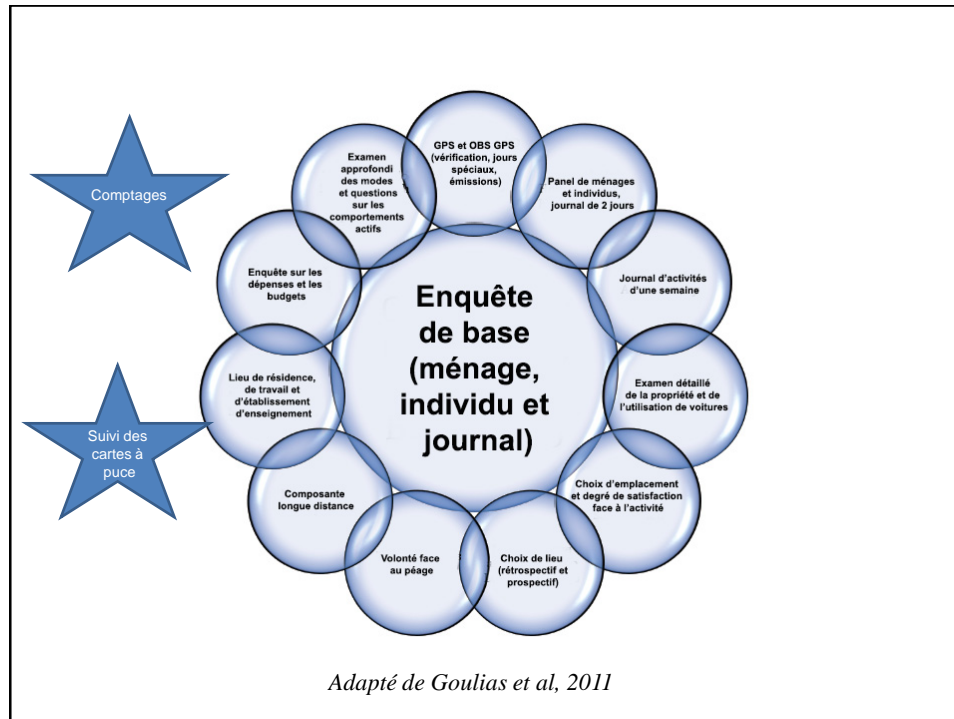 Comptages
Suivi des
cartes à
puce
Enquête
de base
(ménage,
individu et
journal)
GPS et OBS GPS
(vérification, jours
spéciaux,
émissions)
Panel de ménages
et individus,
journal de 2 jours
Journal d'activités
d'une semaine
Examen détaillé
de la propriété et de
l'utilisation de voitures
Choix d'emplacement
et degré de satisfaction
face à l'activité
Choix de lieu
(rétrospectif et
prospectif)
Volonté face
au péage
Composante
longue distance
Lieu de résidence,
de travail et
d'établissement
d'enseignement
Enquête sur les
dépenses et les
budgets
Examen
approfondi
des modes
et questions
sur les
comportements
actifs
Adapté de Goulias et al, 2011